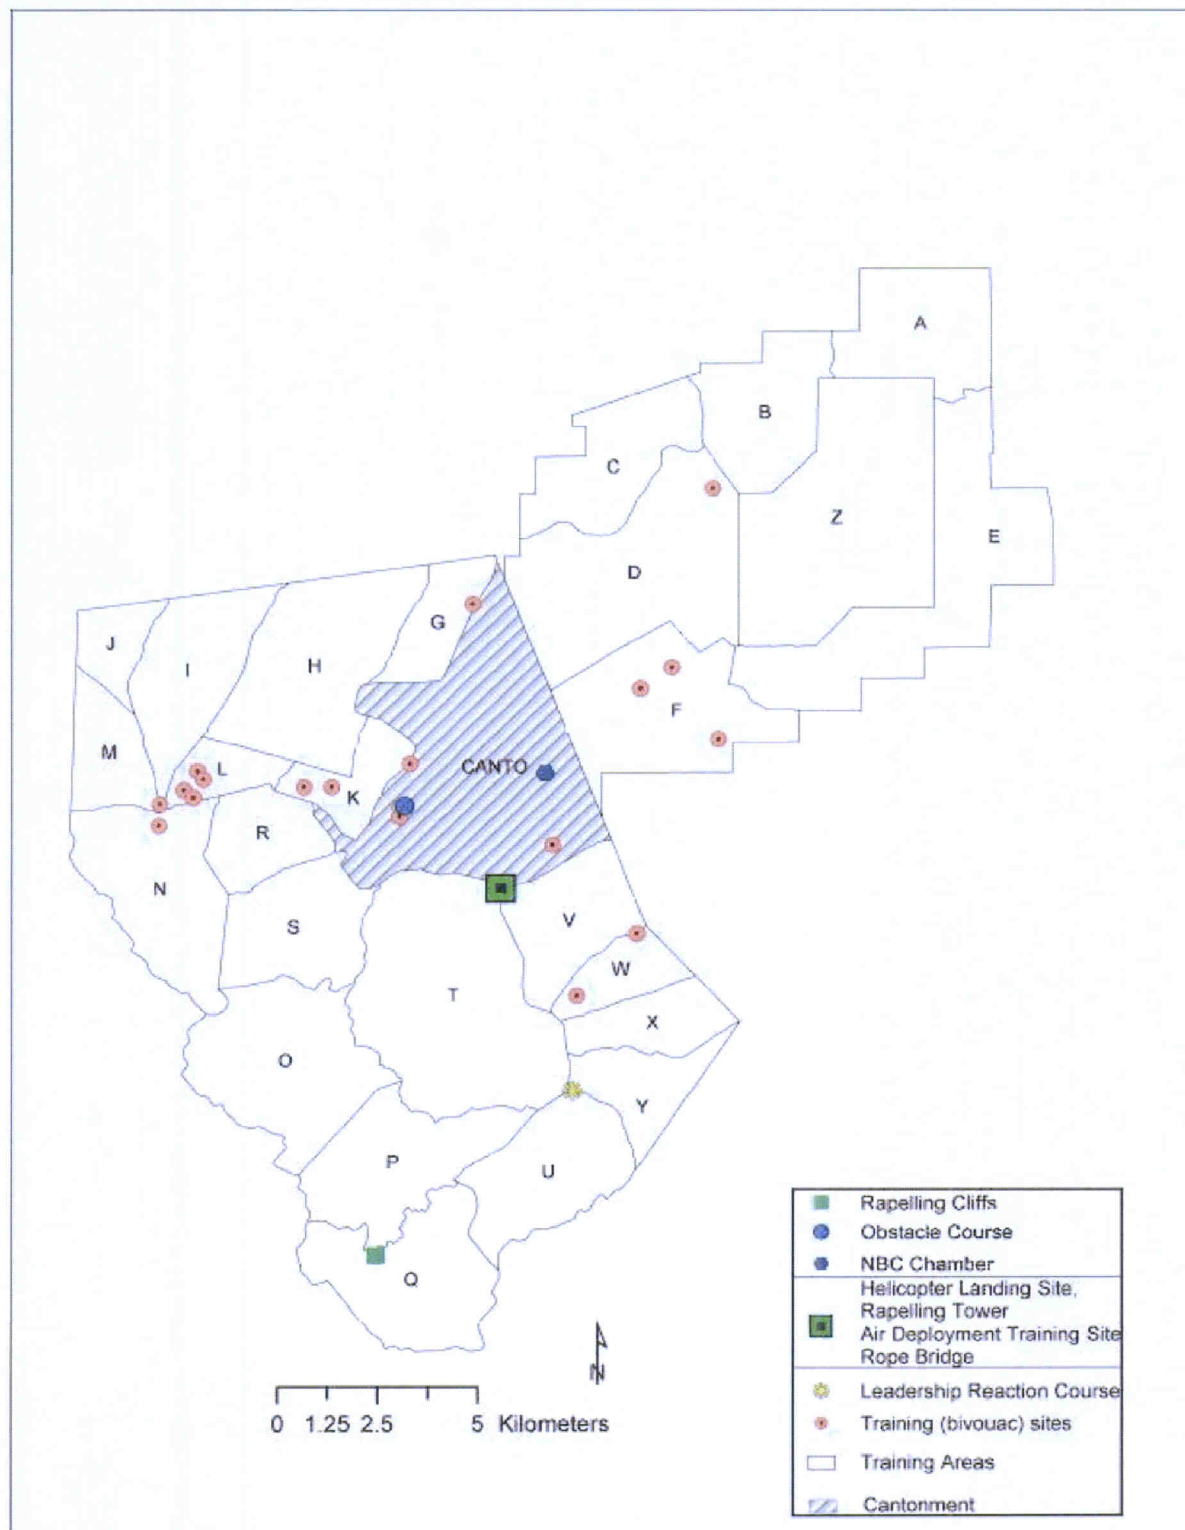 A
B
C
Z
E
D
G
J
I
H
F
M
L
K
CANTO
R
N
S
V
W
T
X
O
Y
P
U
Q
N
0 1.25 2.5 5 Kilometers
Rapelling Cliffs
Obstacle Course
NBC Chamber
Helicopter Landing Site,
Rapelling Tower
Air Deployment Training Site
Rope Bridge
Leadership Reaction Course
Training (bivouac) sites
Training Areas
Cantonment